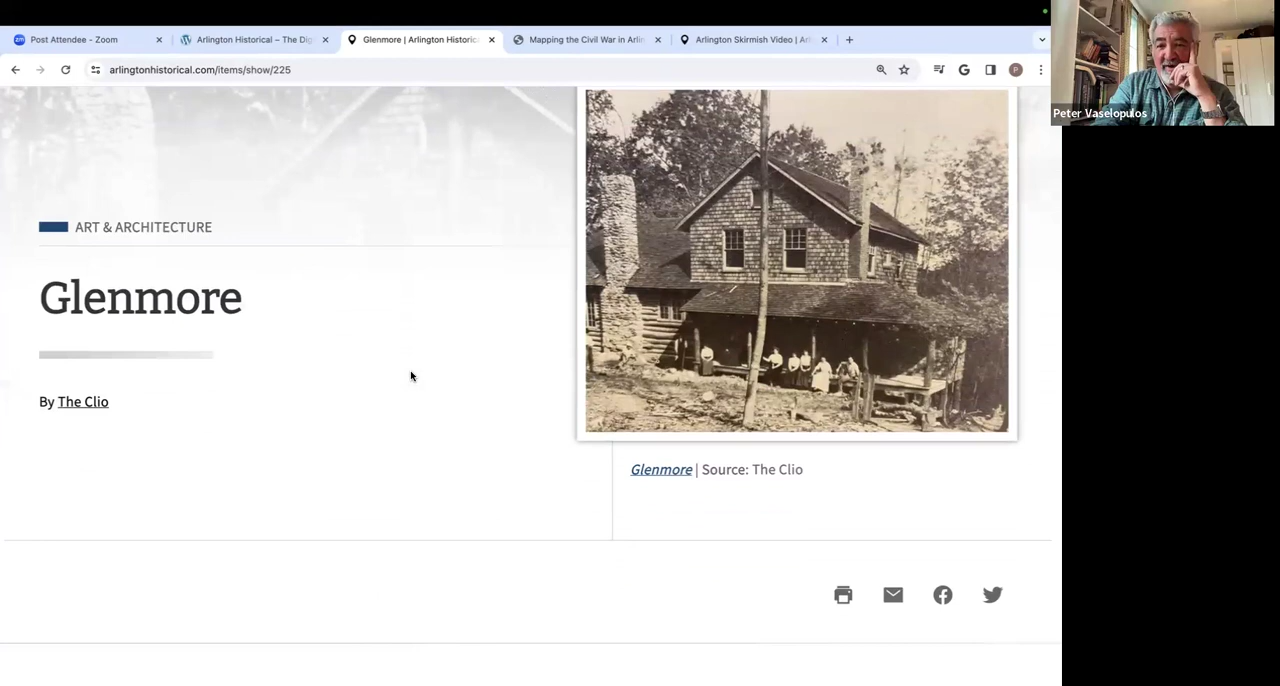 Post Attendee - Zoom
Arlington Historical – The Dig
Glenmore | Arlington Historic
Mapping the Civil War in Arlin
Arlington Skirmish Video | Ar
arlingtonhistorical.com/items/show/225
P
Peter Vaselopulos
ART & ARCHITECTURE
Glenmore
By The Clio
Glenmore | Source: The Clio